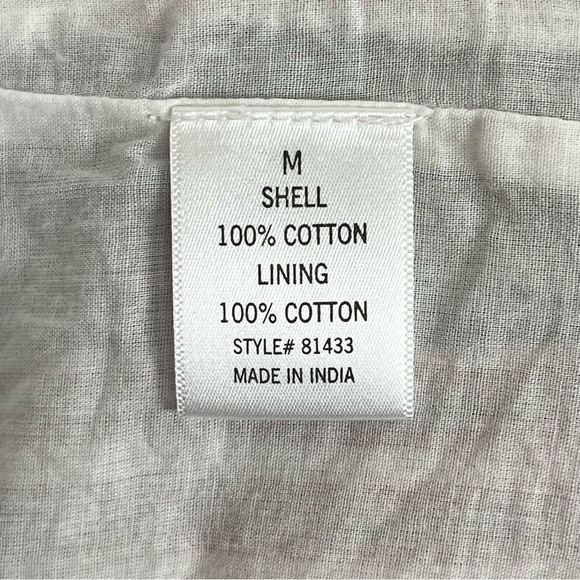 M
SHELL
100% COTTON
LINING
100% COTTON
STYLE# 81433
MADE IN INDIA